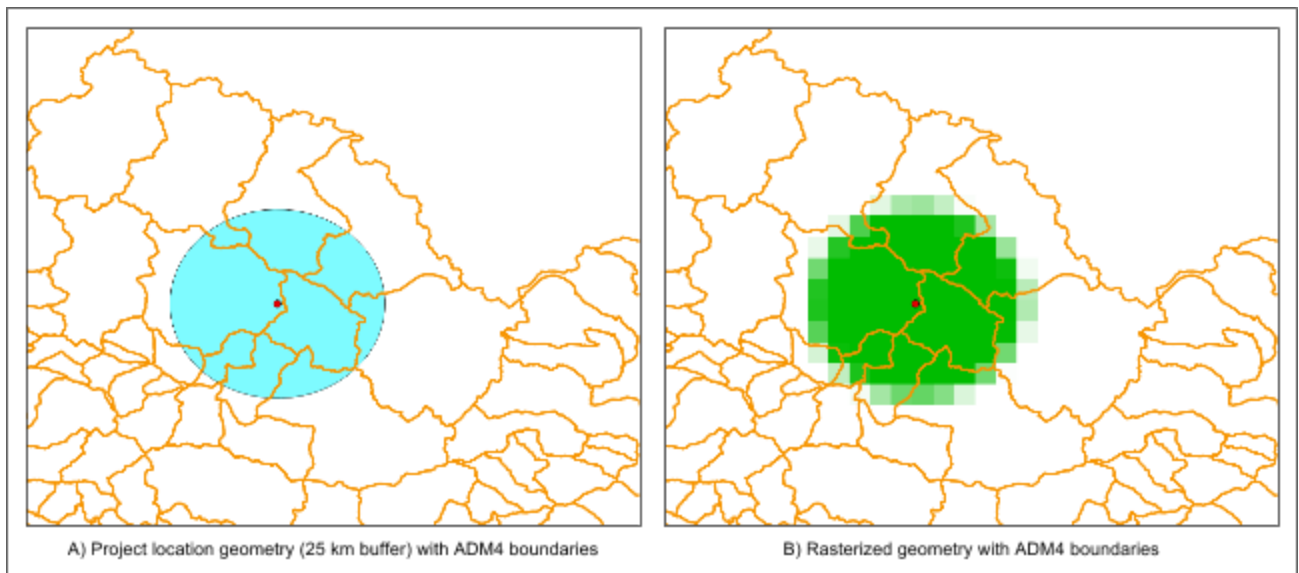 A) Project location geometry (25 km buffer) with ADM4 boundaries
B) Rasterized geometry with ADM4 boundaries